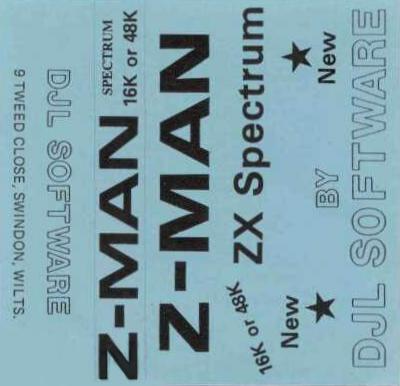 DJL SOFTWARE
9 TWEED CLOSE, SWINDON, WILTS.
Z-MAN SPECTRUM
16K or 48K
Z-MAN
16K or 48K ZX Spectrum
New ★ ★ New
BY
DJL SOFTWARE